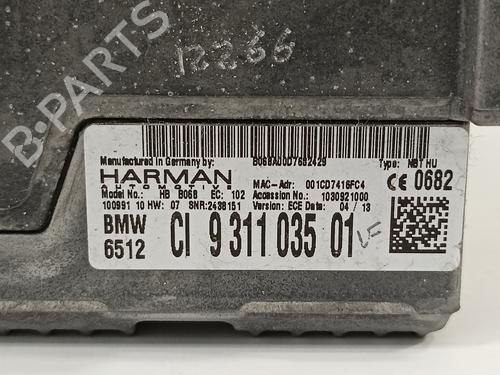 12266
B-PARTS
Manufactured in Germany by: B068A00D7682429 Type: NBT HU
HARMAN
AUTOMOTIVE
MAC-Adr: 001CD7416FC4 CE 0682
Model No.: HB B06B EC: 102 Accession No.: 1030921000
100991 10 HW: 07 SNR:2439151 Version: ECE Date: 04 / 13
BMW
6512 CI 9 311 035 01